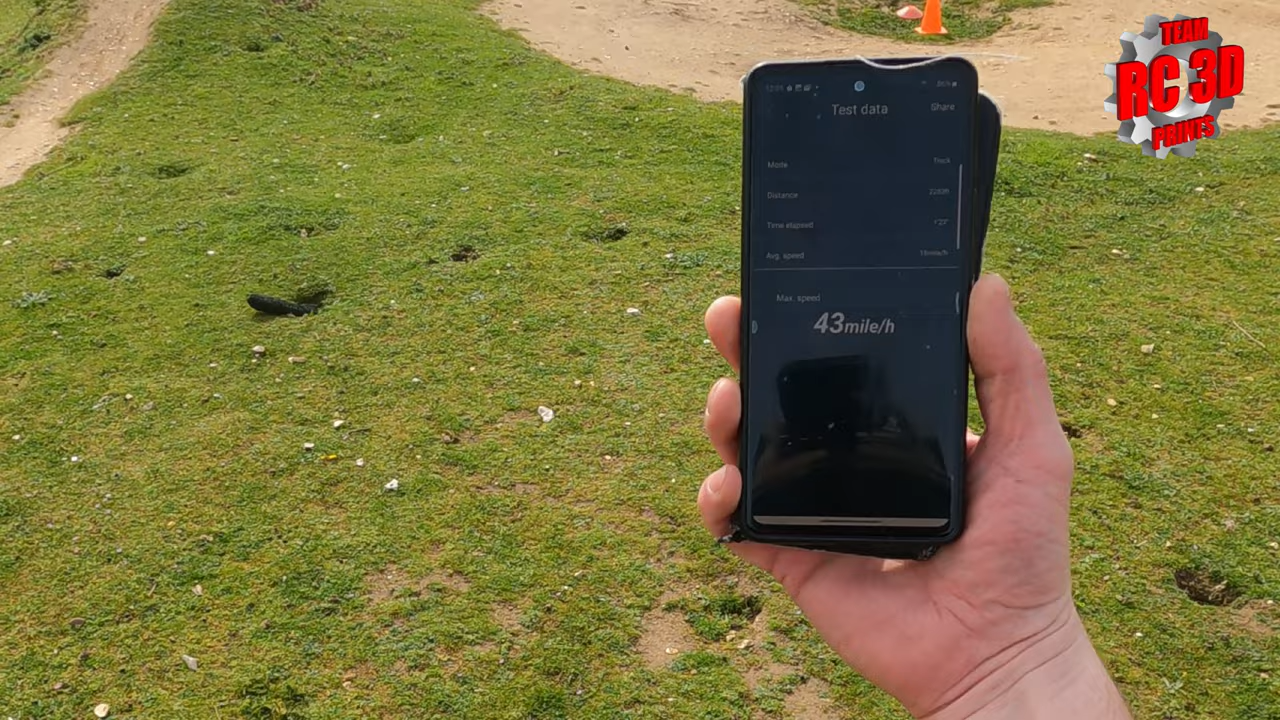 TEAM
RC 3D
PRINTS
Test data
Share
Mode
Track
Distance
Time elapsed
Avg. speed
Max. speed
43mile/h